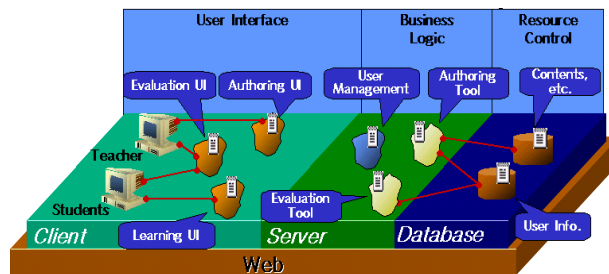 User Interface
Business
Logic
Resource
Control
Evaluation UI
Authoring UI
User
Management
Authoring
Tool
Contents,
etc.
Teacher
Students
Learning UI
Evaluation
Tool
User Info.
Client
Server
Database
Web